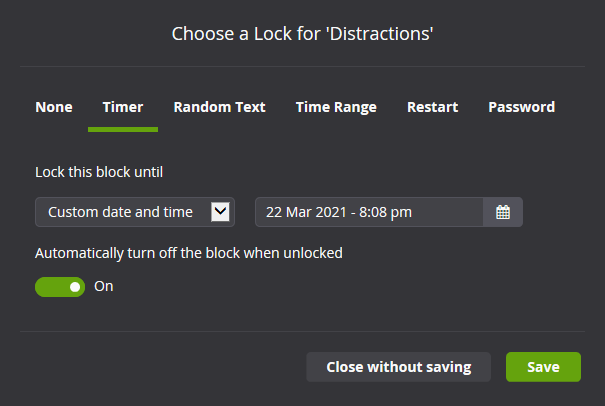 Choose a Lock for 'Distractions'
None Timer Random Text Time Range Restart Password
Lock this block until
Custom date and time 22 Mar 2021 - 8:08 pm
Automatically turn off the block when unlocked
On
Close without saving Save